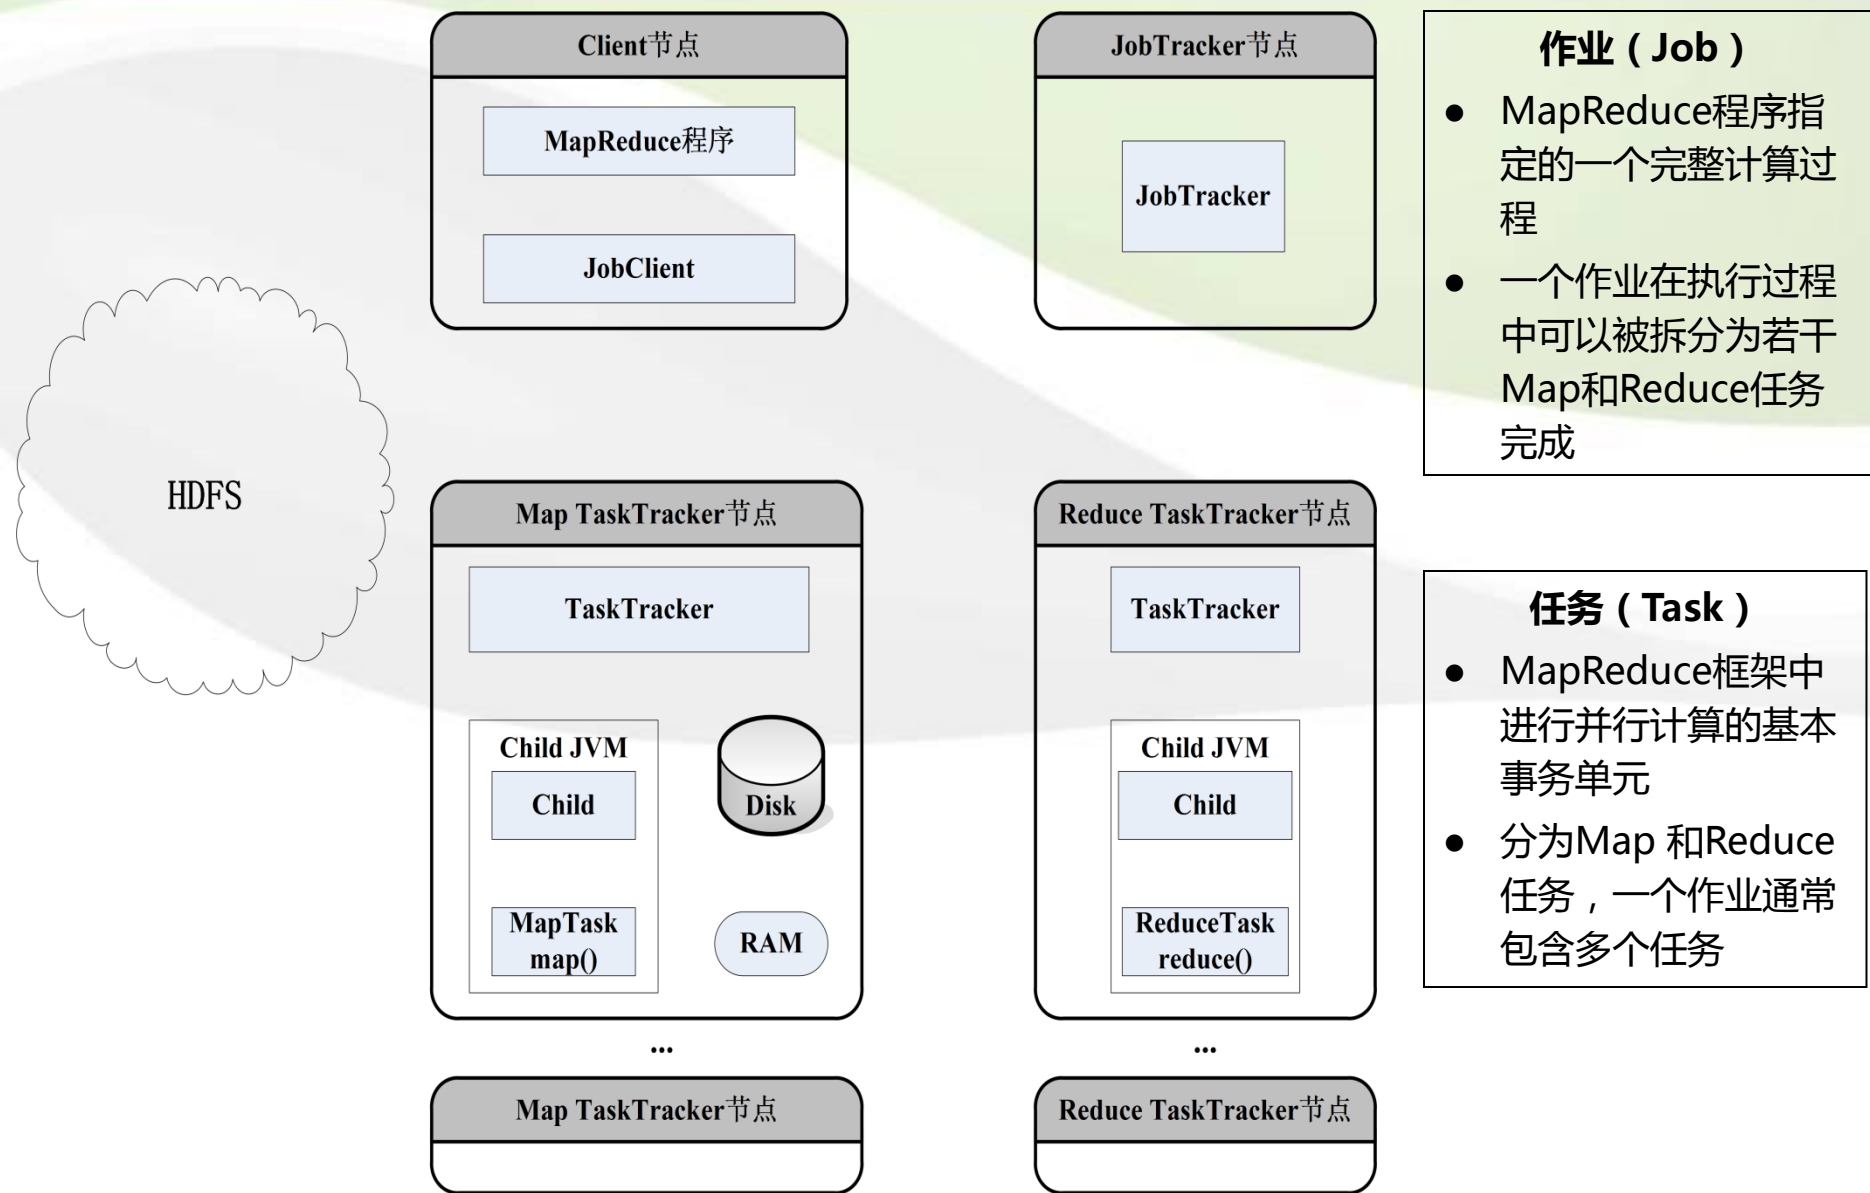 Client节点
MapReduce程序
JobClient
JobTracker节点
JobTracker
作业（Job）
● MapReduce程序指
定的一个完整计算过
程
● 一个作业在执行过程
中可以被拆分为若干
Map和Reduce任务
完成
HDFS
Map TaskTracker节点
TaskTracker
Child JVM
Child
Disk
MapTask
map()
RAM
...
Map TaskTracker节点
Reduce TaskTracker节点
TaskTracker
Child JVM
Child
ReduceTask
reduce()
...
Reduce TaskTracker节点
任务（Task）
● MapReduce框架中
进行并行计算的基本
事务单元
● 分为Map 和Reduce
任务，一个作业通常
包含多个任务